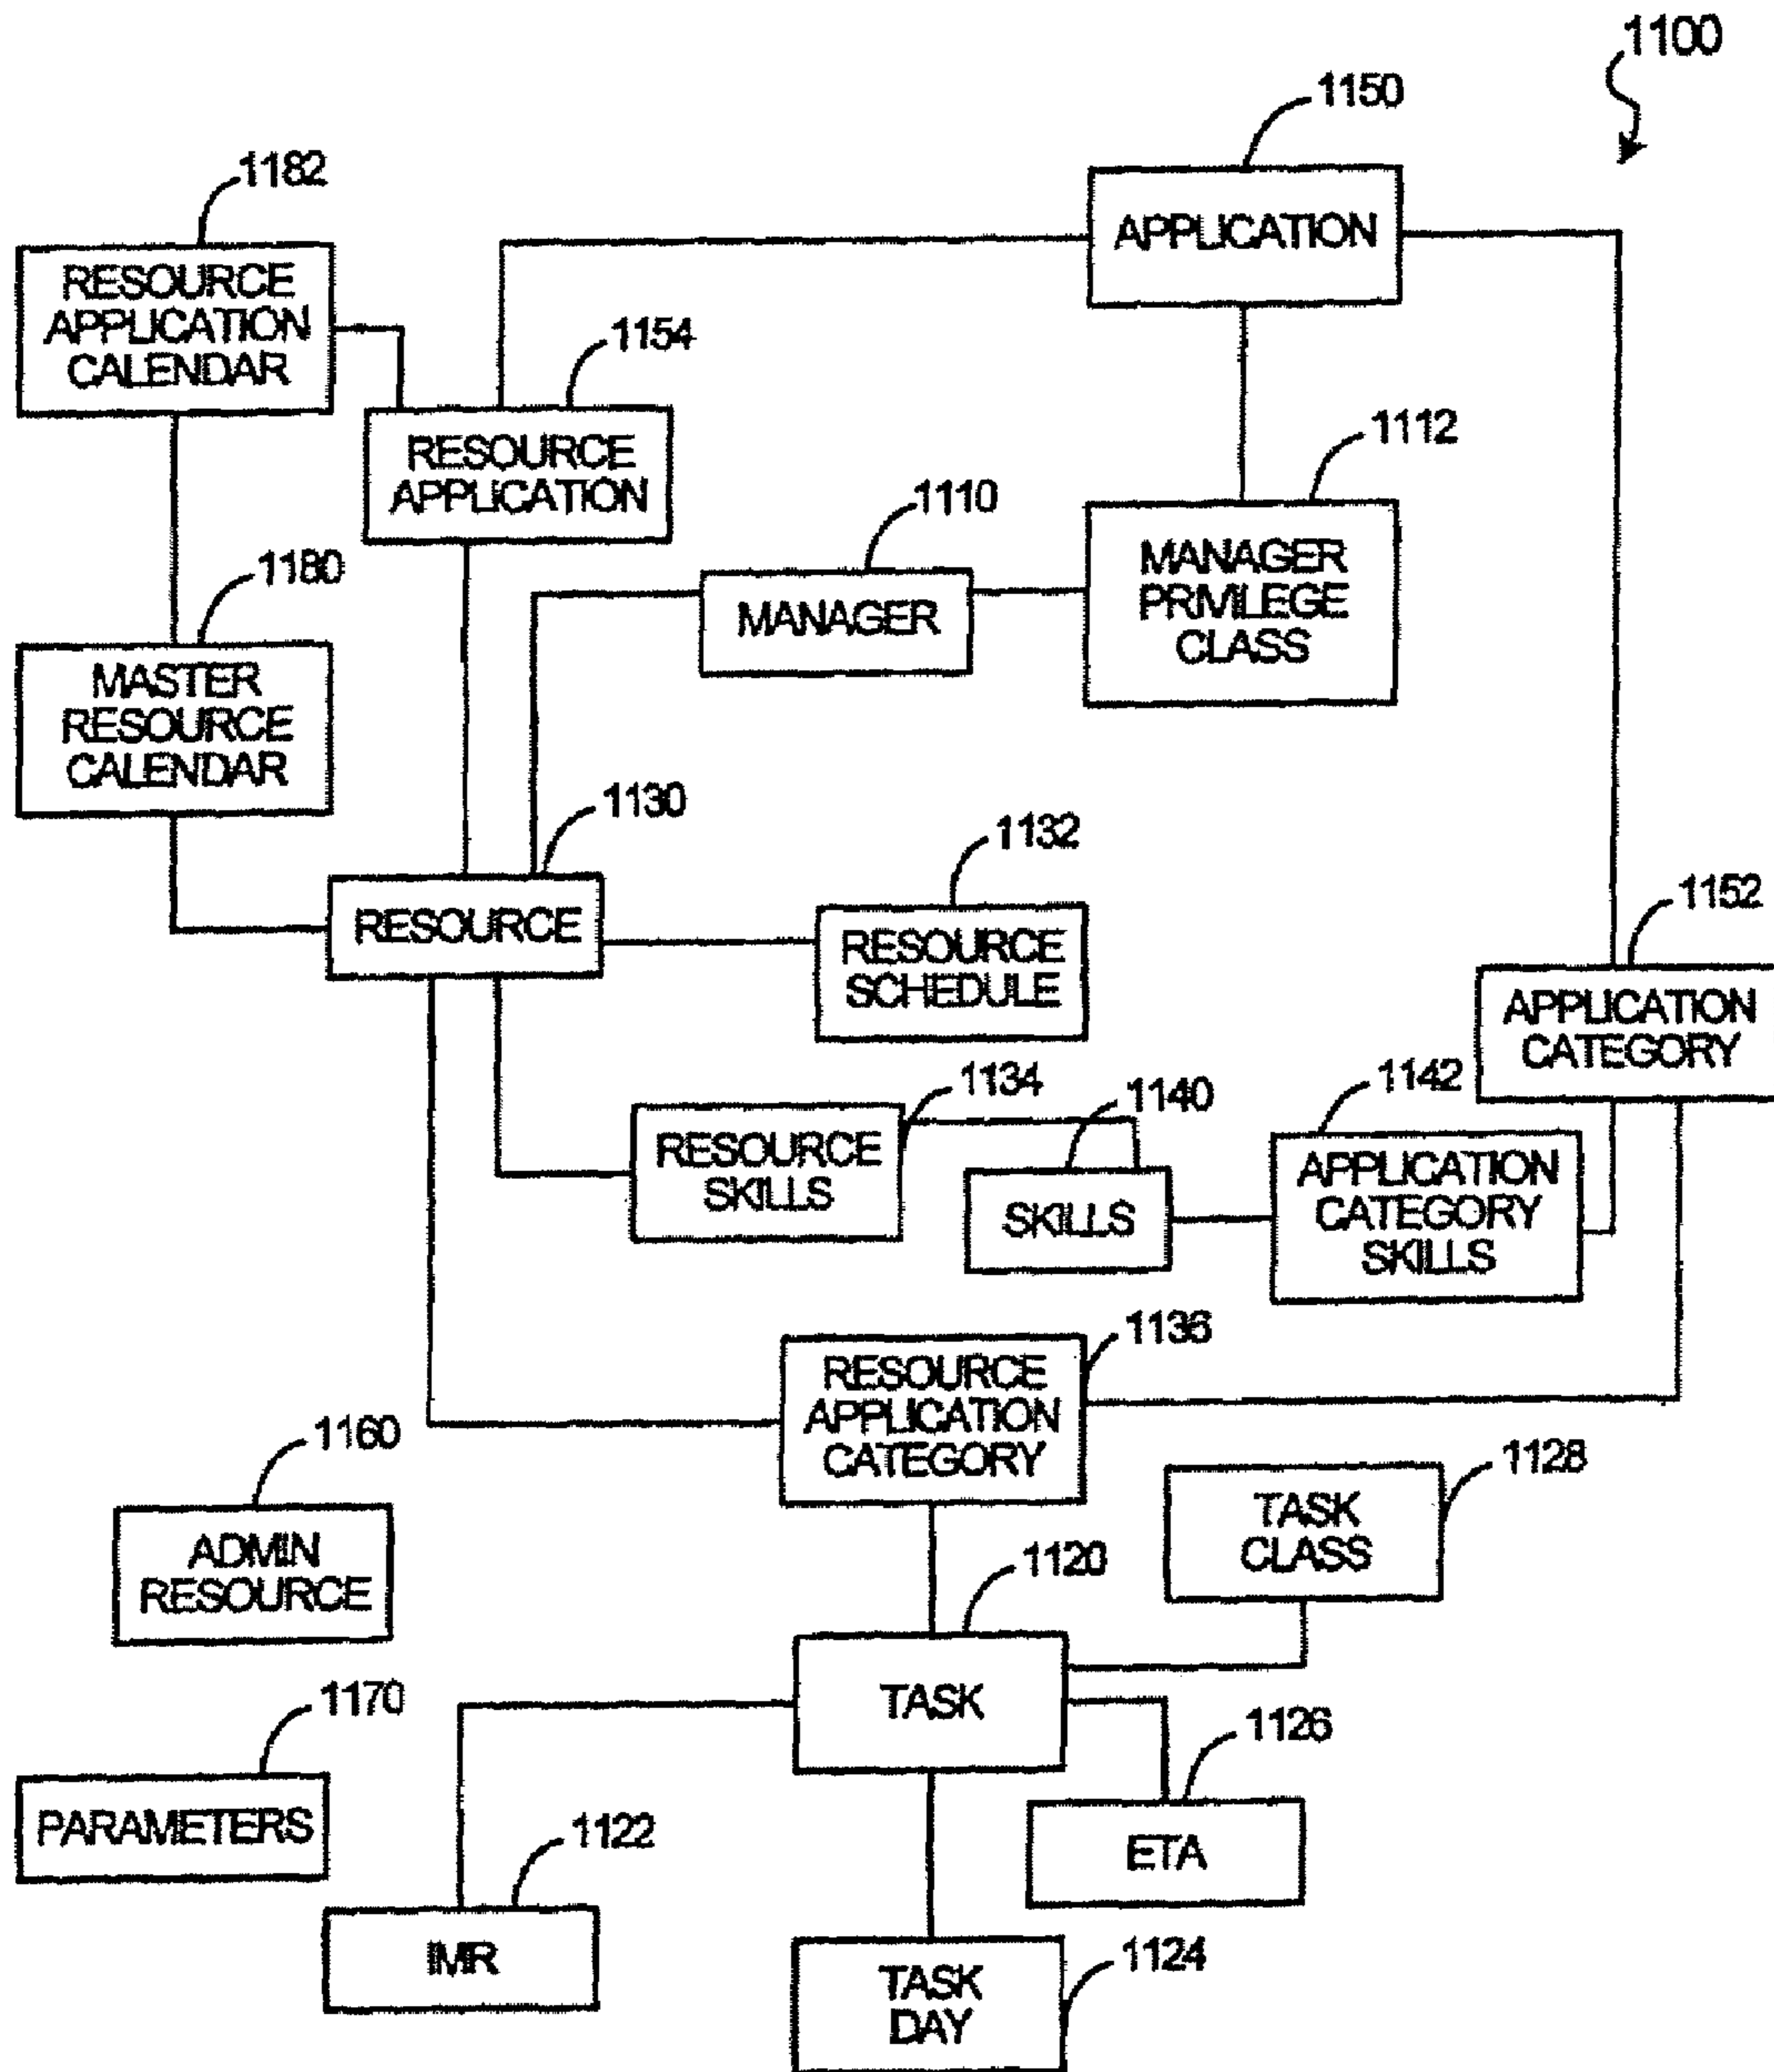 1100
1150
APPLICATION
1182
RESOURCE
APPLICATION
CALENDAR
1154
RESOURCE
APPLICATION
1112
MANAGER
PRIVILEGE
CLASS
1110
MANAGER
1180
MASTER
RESOURCE
CALENDAR
1130
RESOURCE
1132
RESOURCE
SCHEDULE
1152
APPLICATION
CATEGORY
1134
RESOURCE
SKILLS
1140
SKILLS
1142
APPLICATION
CATEGORY
SKILLS
1136
RESOURCE
APPLICATION
CATEGORY
1160
ADMIN
RESOURCE
1128
TASK
CLASS
1120
TASK
1170
PARAMETERS
1126
ETA
1122
IMR
1124
TASK
DAY